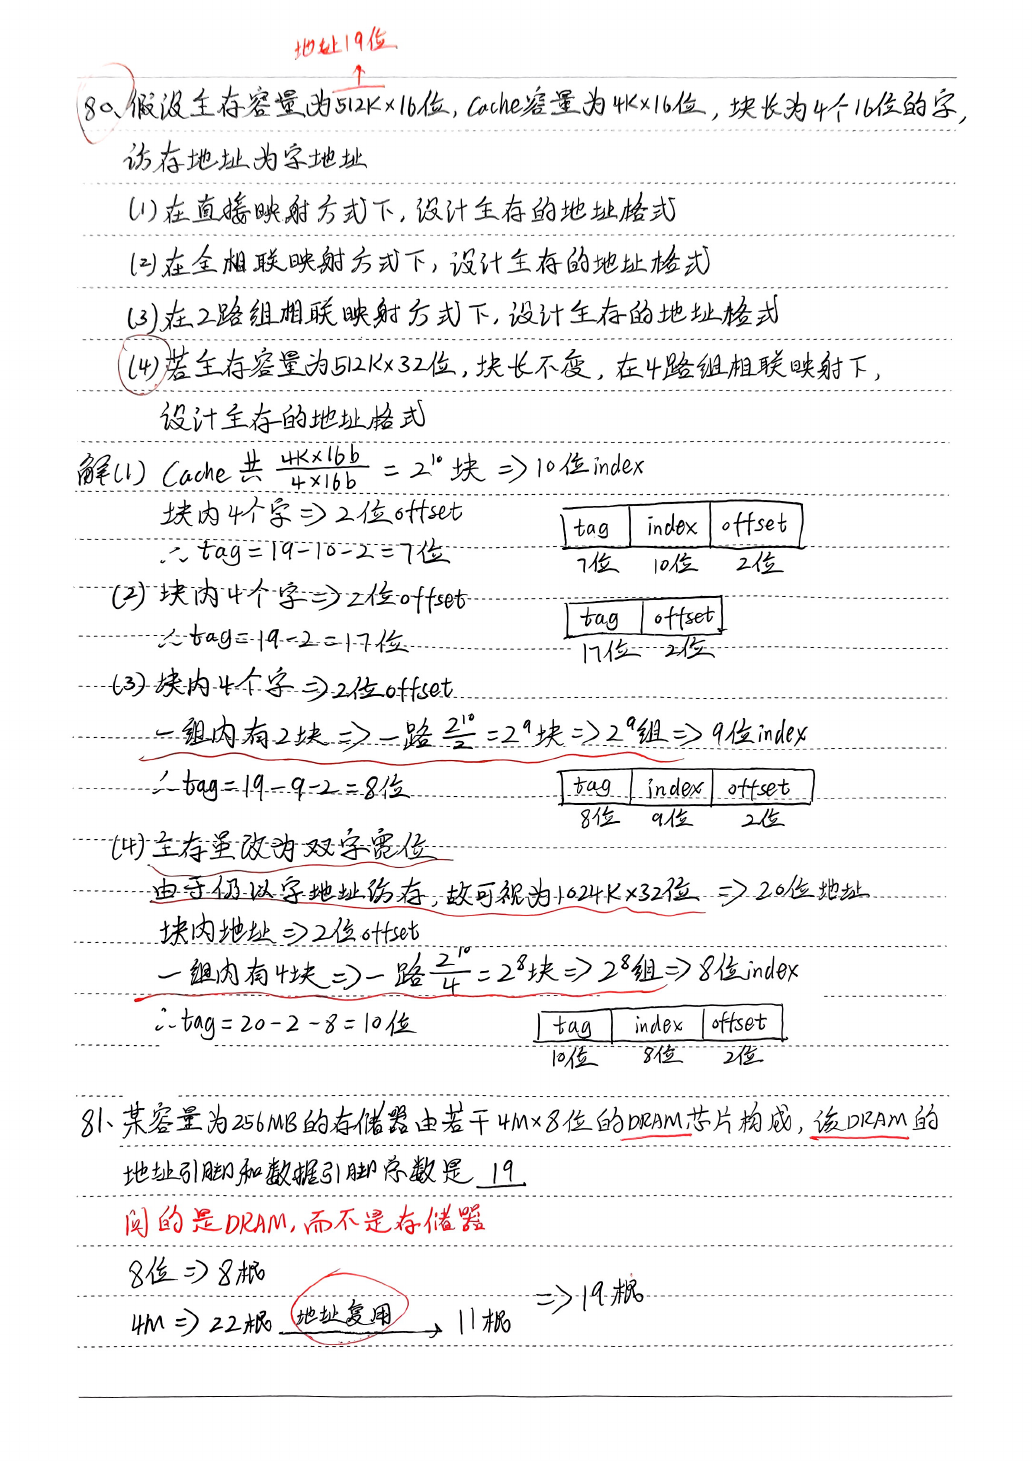 地址19位
↑
80、假设主存容量为512K×16位, Cache容量为4K×16位, 块长为4个16位的字,
访存地址为字地址
(1)在直接映射方式下, 设计主存的地址格式
(2)在全相联映射方式下, 设计主存的地址格式
(3)在2路组相联映射方式下, 设计主存的地址格式
(4)若主存容量为512K×32位, 块长不变, 在4路组相联映射下,
设计主存的地址格式
解(1) Cache共 4K×16b/4×16b = 2¹⁰块 => 10位index
块内4个字 => 2位offset
tag index offset
∴ tag = 19-10-2 = 7位
7位 10位 2位
(2) 块内4个字 => 2位offset
tag offset
∴ tag = 19-2 = 17位
17位 2位
(3) 块内4个字 => 2位offset
一组内有2块 => 一路 2¹⁰/2 = 2⁹块 => 2⁹组 => 9位index
∴ tag = 19-9-2 = 8位
tag index offset
8位 9位 2位
(4) 主存虽改为双字宽位
由于仍以字地址访存, 故可视为1024K×32位 => 20位地址
块内地址 => 2位offset
一组内有4块 => 一路 2¹⁰/4 = 2⁸块 => 2⁸组 => 8位index
∴ tag = 20-2-8 = 10位
tag index offset
10位 8位 2位
81、某容量为256MB的存储器由若干4M×8位的DRAM芯片构成, 该DRAM的
地址引脚和数据引脚总数是 19
问的是DRAM, 而不是存储器
8位 => 8根
=> 19根
4M => 22根 地址复用 → 11根